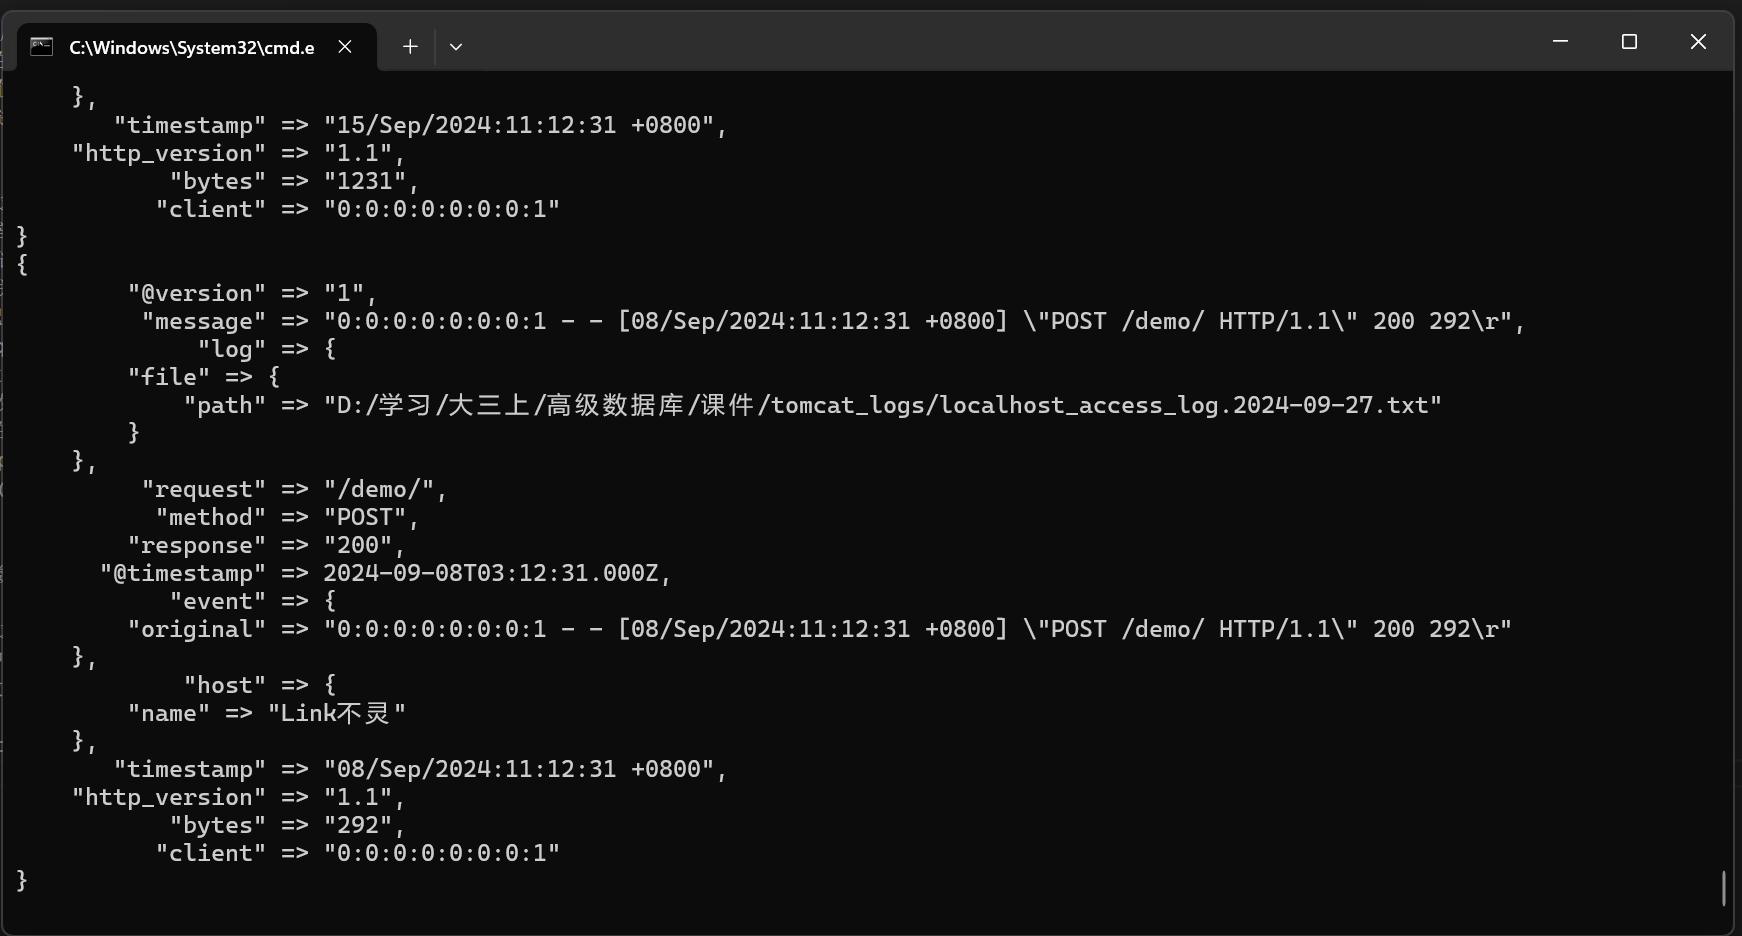 C:\Windows\System32\cmd.e
},
"timestamp" => "15/Sep/2024:11:12:31 +0800",
"http_version" => "1.1",
"bytes" => "1231",
"client" => "0:0:0:0:0:0:0:1"
}
{
"@version" => "1",
"message" => "0:0:0:0:0:0:0:1 - - [08/Sep/2024:11:12:31 +0800] \"POST /demo/ HTTP/1.1\" 200 292\r",
"log" => {
"file" => {
"path" => "D:/学习/大三上/高级数据库/课件/tomcat_logs/localhost_access_log.2024-09-27.txt"
}
},
"request" => "/demo/",
"method" => "POST",
"response" => "200",
"@timestamp" => 2024-09-08T03:12:31.000Z,
"event" => {
"original" => "0:0:0:0:0:0:0:1 - - [08/Sep/2024:11:12:31 +0800] \"POST /demo/ HTTP/1.1\" 200 292\r"
},
"host" => {
"name" => "Link不灵"
},
"timestamp" => "08/Sep/2024:11:12:31 +0800",
"http_version" => "1.1",
"bytes" => "292",
"client" => "0:0:0:0:0:0:0:1"
}